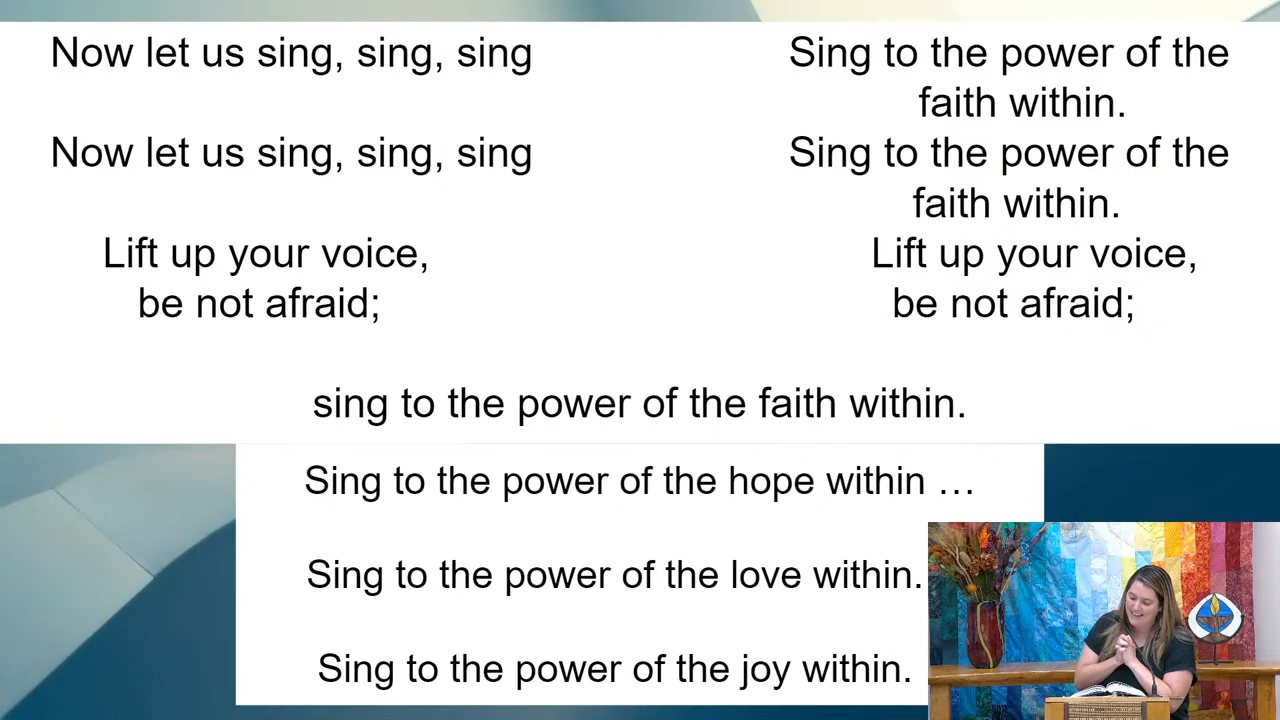 Now let us sing, sing, sing
Sing to the power of the
faith within.
Now let us sing, sing, sing
Sing to the power of the
faith within.
Lift up your voice,
be not afraid;
Lift up your voice,
be not afraid;
sing to the power of the faith within.
Sing to the power of the hope within …
Sing to the power of the love within.
Sing to the power of the joy within.